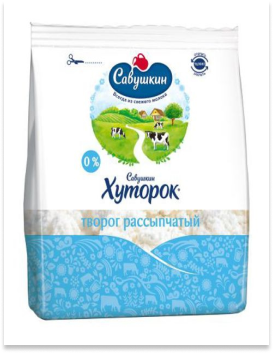 Савушкин
Всегда из свежего молока
0%
Савушкин
Хуторок
творог рассыпчатый